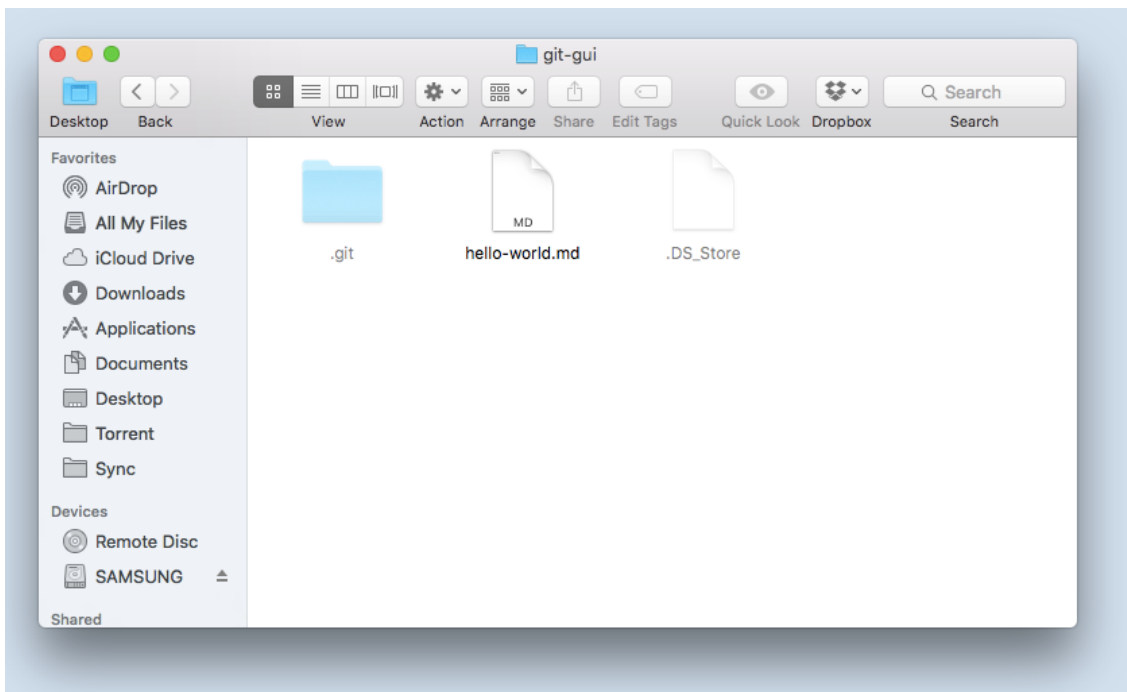 git-gui
Desktop Back View Action Arrange Share Edit Tags Quick Look Dropbox Search
Search
Favorites
AirDrop
All My Files
iCloud Drive
Downloads
Applications
Documents
Desktop
Torrent
Sync
Devices
Remote Disc
SAMSUNG
Shared
MD
.git hello-world.md .DS_Store